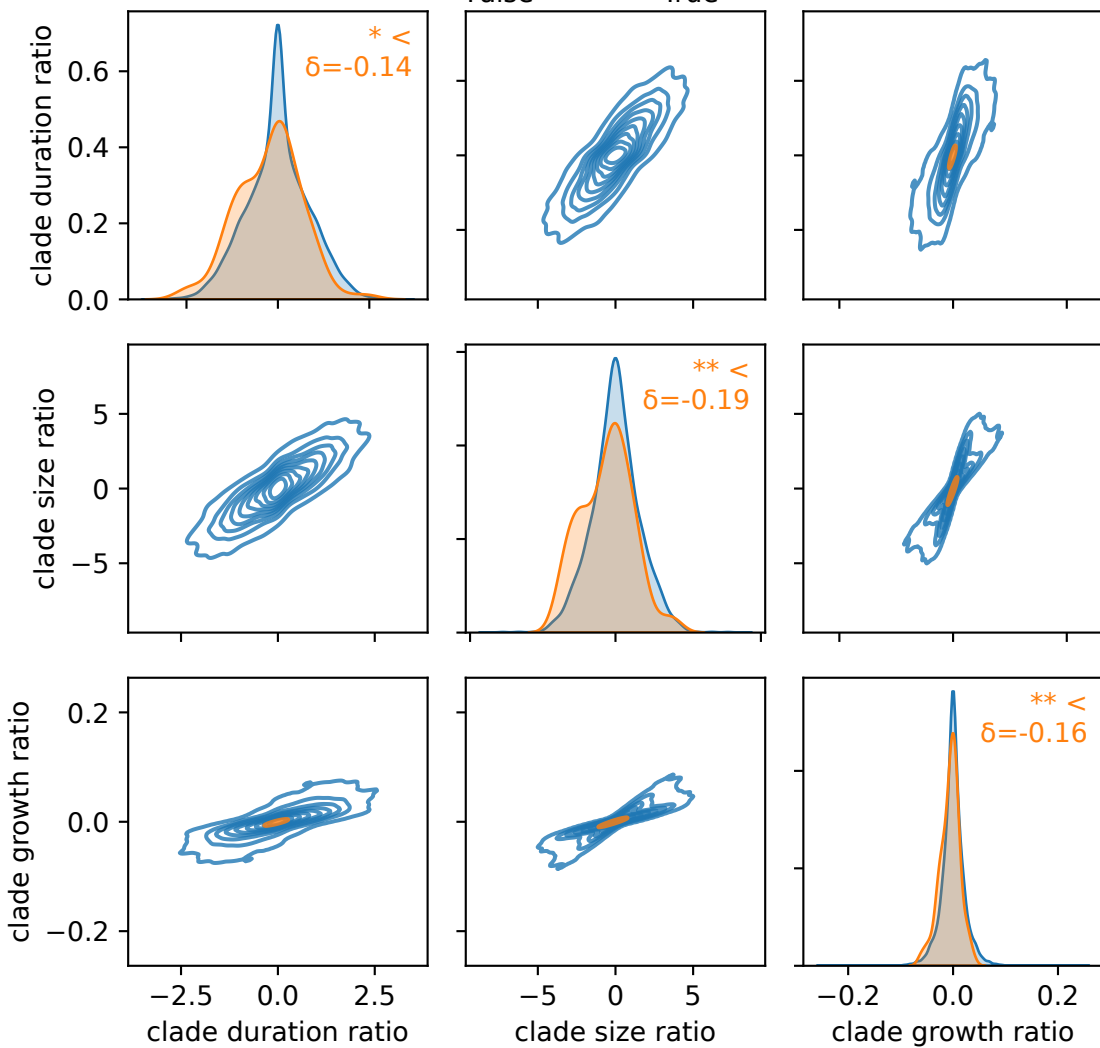 * <
δ=-0.14
clade duration ratio
0.6
0.4
0.2
0.0
** <
δ=-0.19
clade size ratio
5
0
−5
** <
δ=-0.16
clade growth ratio
0.2
0.0
−0.2
−2.5 0.0 2.5 −5 0 5 −0.2 0.0 0.2
clade duration ratio clade size ratio clade growth ratio